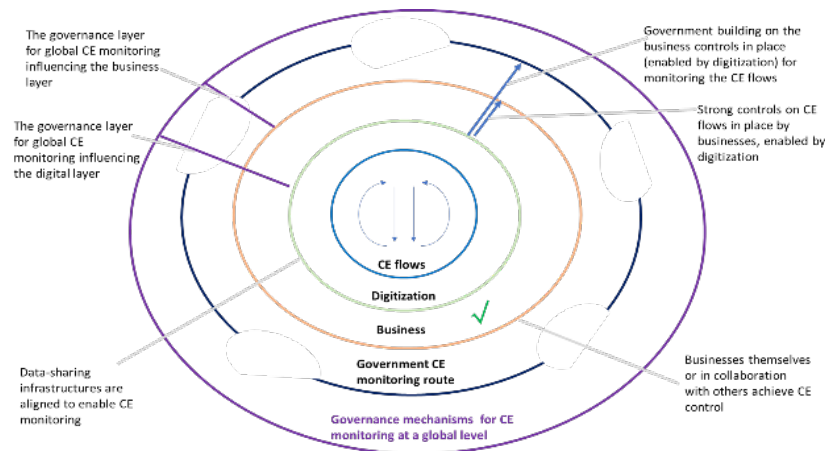 The governance layer
for global CE monitoring
influencing the business
layer
The governance layer
for global CE
monitoring influencing
the digital layer
Government building on the
business controls in place
(enabled by digitization) for
monitoring the CE flows
Strong controls on CE
flows in place by
businesses, enabled by
digitization
CE flows
Digitization
Business
Government CE
monitoring route
Governance mechanisms for CE
monitoring at a global level
Data-sharing
infrastructures are
aligned to enable CE
monitoring
Businesses themselves
or in collaboration
with others achieve CE
control